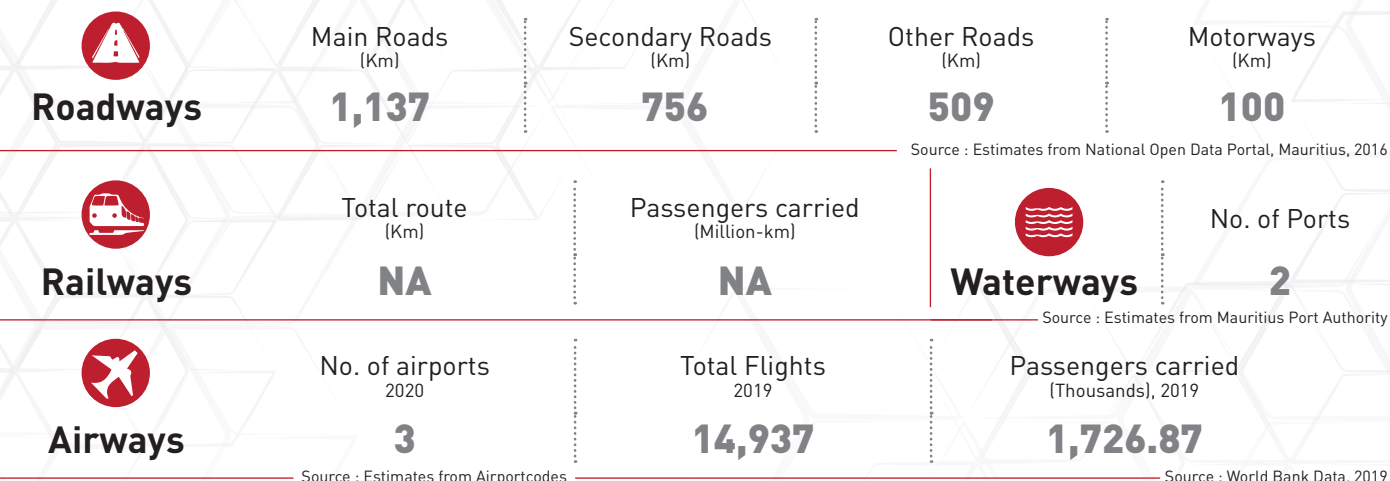 Roadways
Main Roads
(Km)
1,137
Secondary Roads
(Km)
756
Other Roads
(Km)
509
Motorways
(Km)
100
Source : Estimates from National Open Data Portal, Mauritius, 2016
Railways
Total route
(Km)
NA
Passengers carried
(Million-km)
NA
Waterways
No. of Ports
2
Source : Estimates from Mauritius Port Authority
Airways
No. of airports
2020
3
Total Flights
2019
14,937
Passengers carried
(Thousands), 2019
1,726.87
Source : Estimates from Airportcodes
Source : World Bank Data, 2019